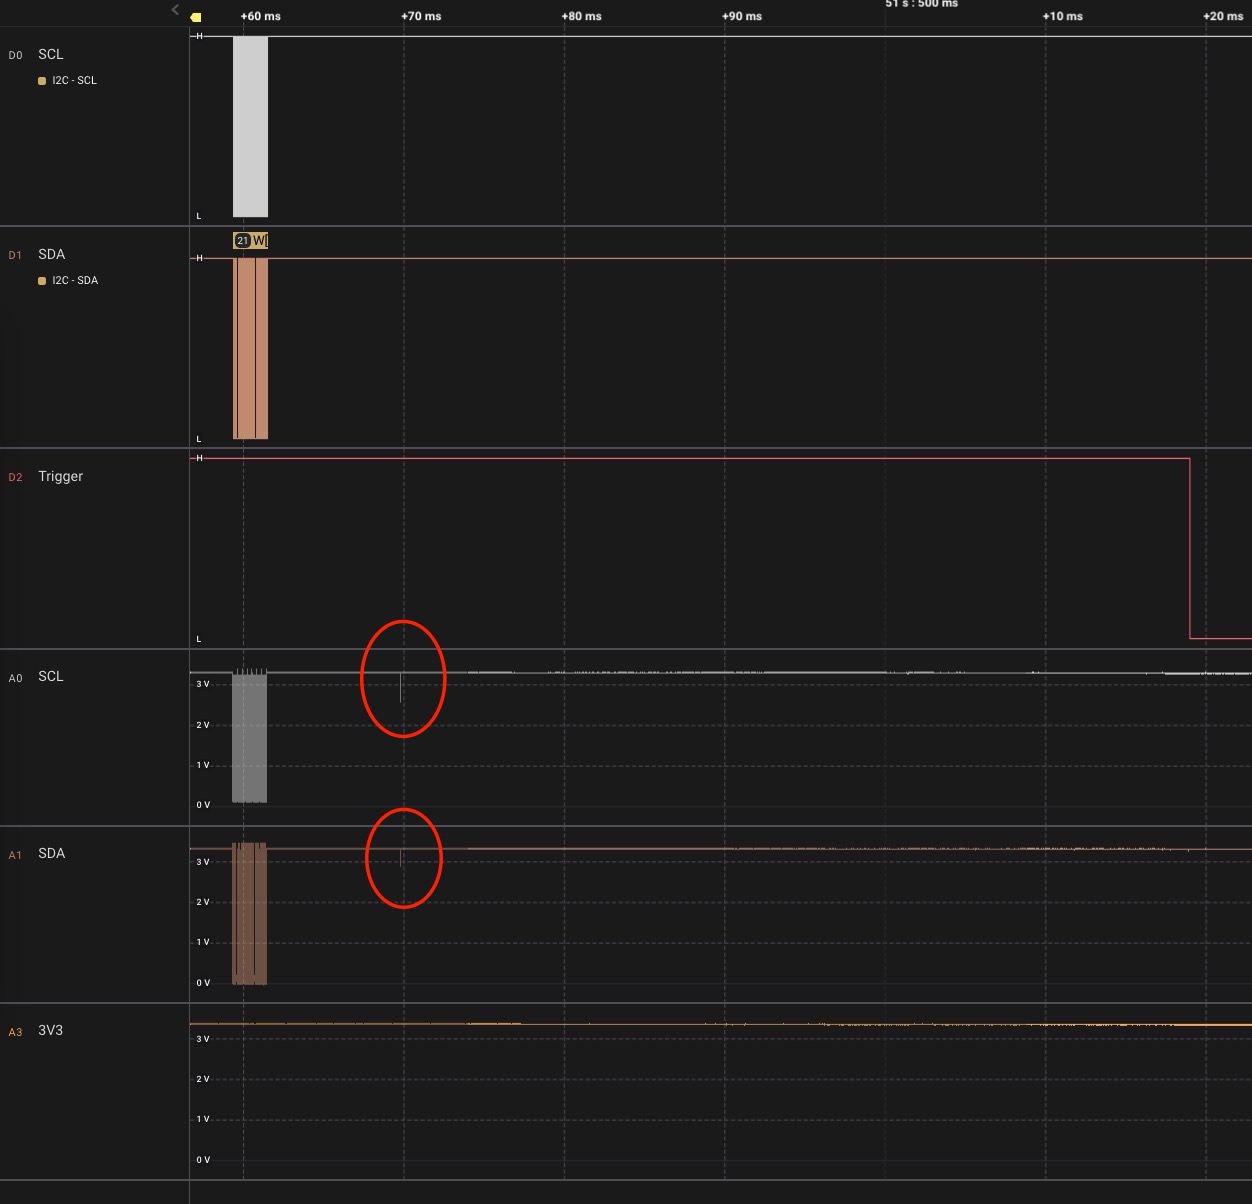 51 s : 500 ms
+60 ms +70 ms +80 ms +90 ms +10 ms +20 ms
D0 SCL H
I2C - SCL
L
21 W[
D1 SDA H
I2C - SDA
L
H
D2 Trigger
L
A0 SCL
3 V
2 V
1 V
0 V
A1 SDA
3 V
2 V
1 V
0 V
A3 3V3
3 V
2 V
1 V
0 V